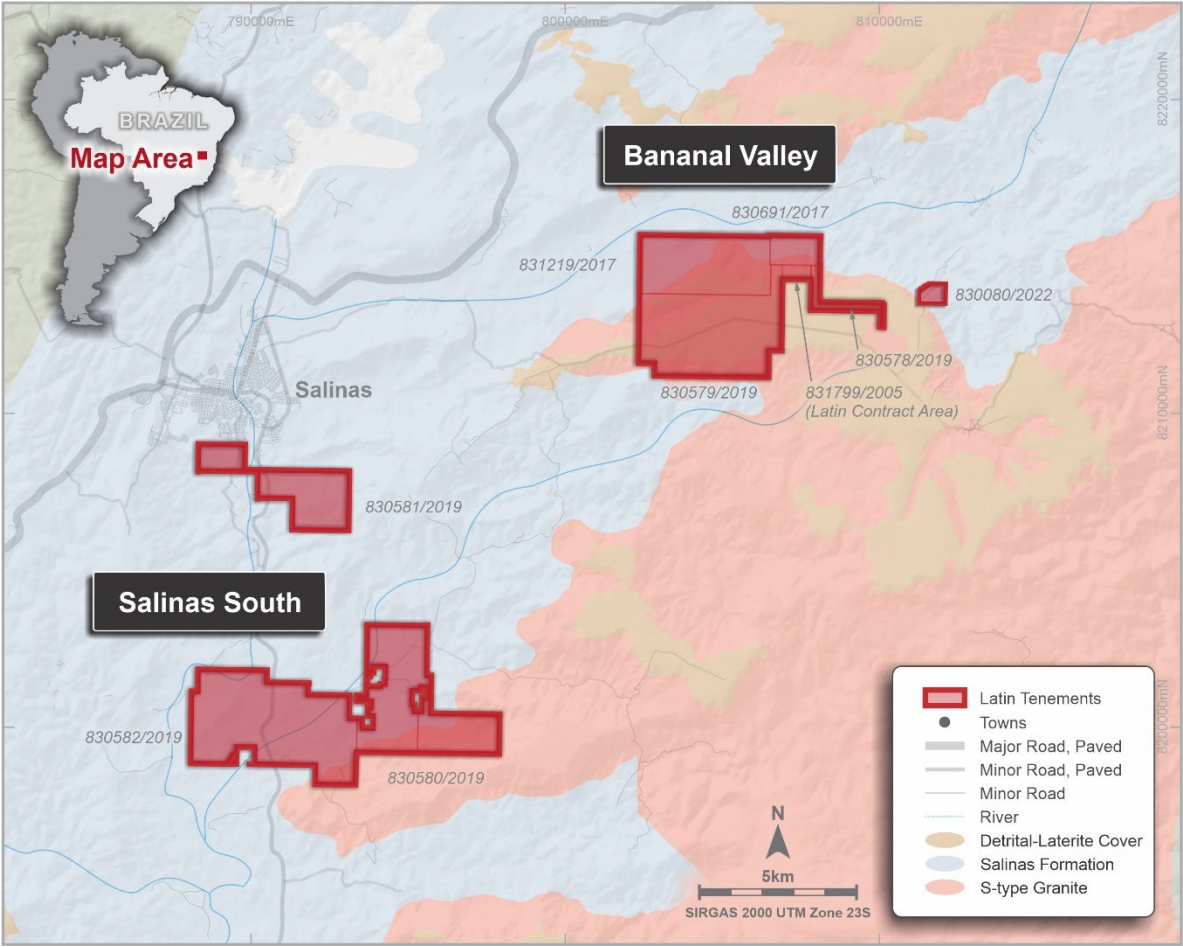 790000mE
800000mE
810000mE
8220000mN
BRAZIL
Map Area
Bananal Valley
830691/2017
831219/2017
830080/2022
830578/2019
830579/2019
831799/2005
(Latin Contract Area)
8210000mN
Salinas
830581/2019
Salinas South
830582/2019
830580/2019
8200000mN
Latin Tenements
Towns
Major Road, Paved
Minor Road, Paved
Minor Road
River
Detrital-Laterite Cover
Salinas Formation
S-type Granite
N
5km
SIRGAS 2000 UTM Zone 23S